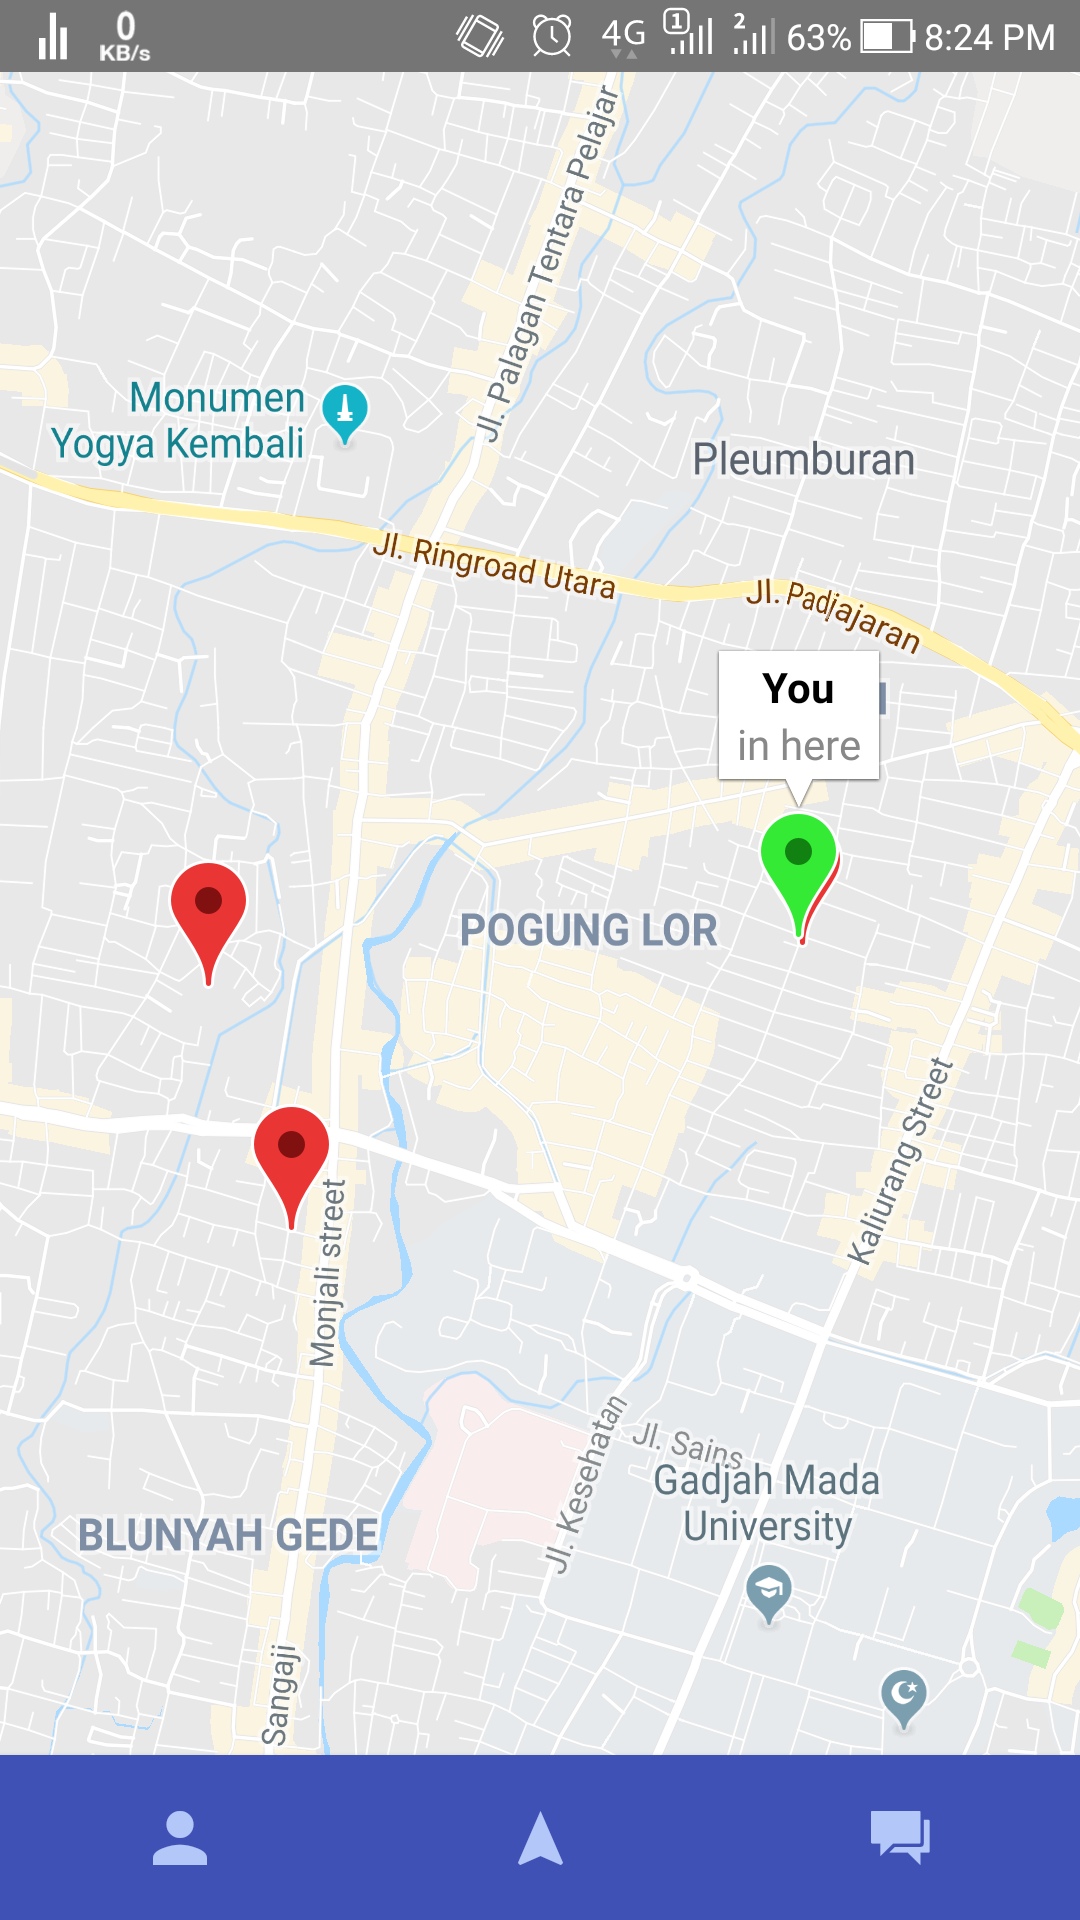 0
KB/s
4G
1
2
63%
8:24 PM
Jl. Palagan Tentara Pelajar
Monumen
Yogya Kembali
Pleumburan
Jl. Ringroad Utara
Jl. Padjajaran
You
in here
POGUNG LOR
Kaliurang Street
Monjali street
Jl. Kesehatan
Jl. Sains
Gadjah Mada
University
BLUNYAH GEDE
Sangaji